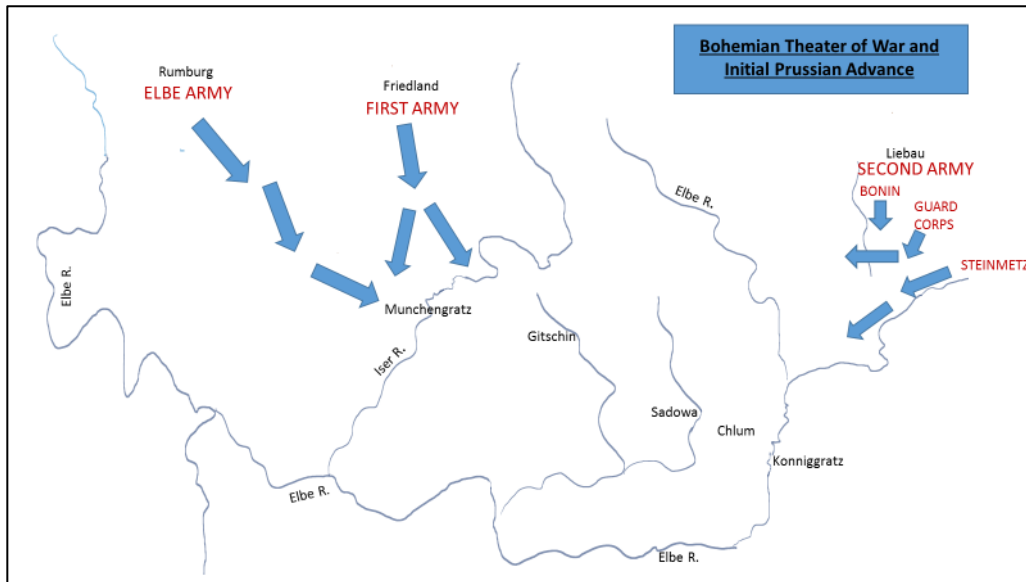 Bohemian Theater of War and
Initial Prussian Advance
Rumburg
ELBE ARMY
Friedland
FIRST ARMY
Liebau
SECOND ARMY
BONIN
GUARD
CORPS
STEINMETZ
Elbe R.
Elbe R.
Munchengratz
Iser R.
Gitschin
Sadowa
Chlum
Konniggratz
Elbe R.
Elbe R.